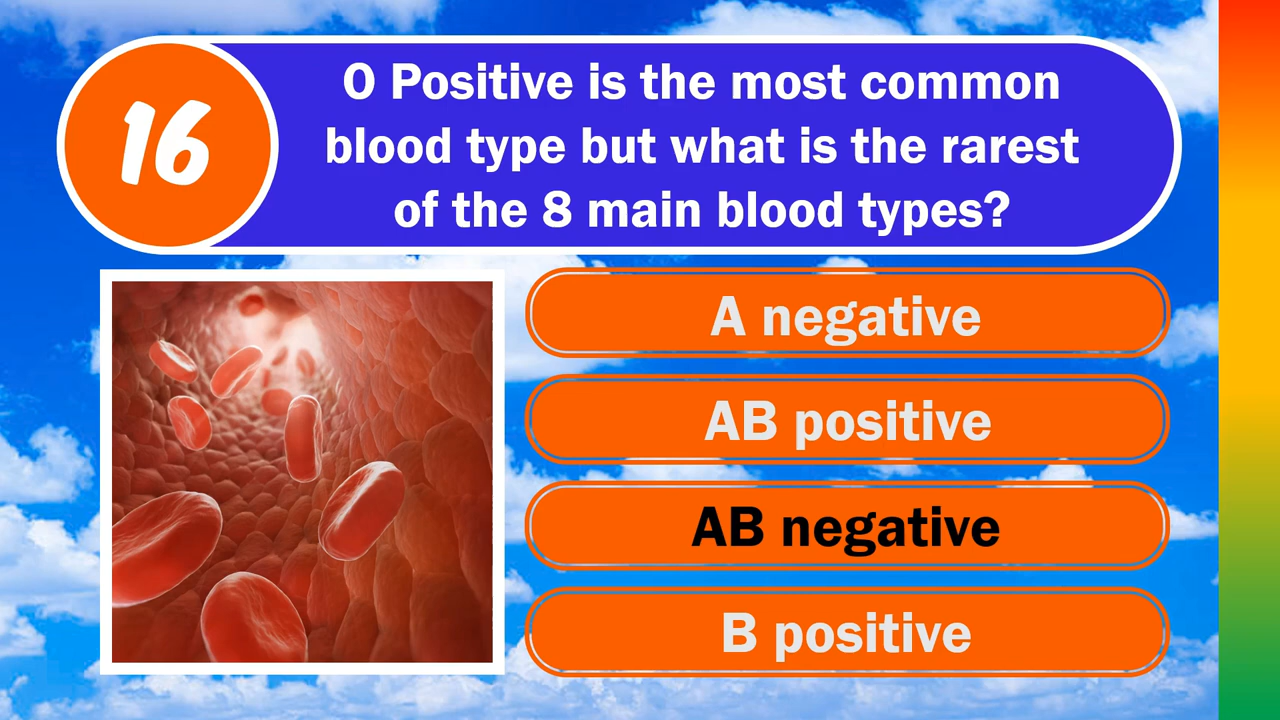 16
O Positive is the most common
blood type but what is the rarest
of the 8 main blood types?
A negative
AB positive
AB negative
B positive